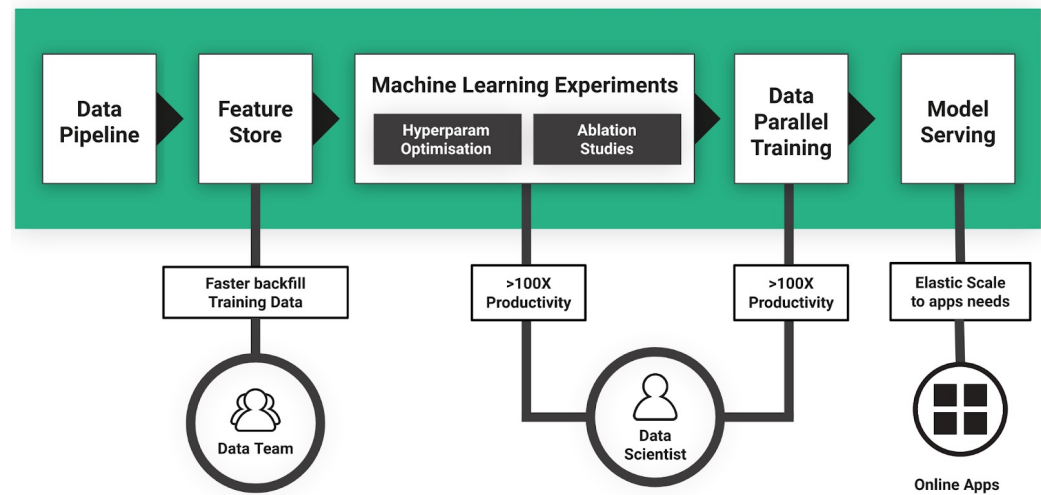 Data
Pipeline
Feature
Store
Machine Learning Experiments
Hyperparam
Optimisation
Ablation
Studies
Data
Parallel
Training
Model
Serving
Faster backfill
Training Data
>100X
Productivity
>100X
Productivity
Elastic Scale
to apps needs
Data Team
Data
Scientist
Online Apps